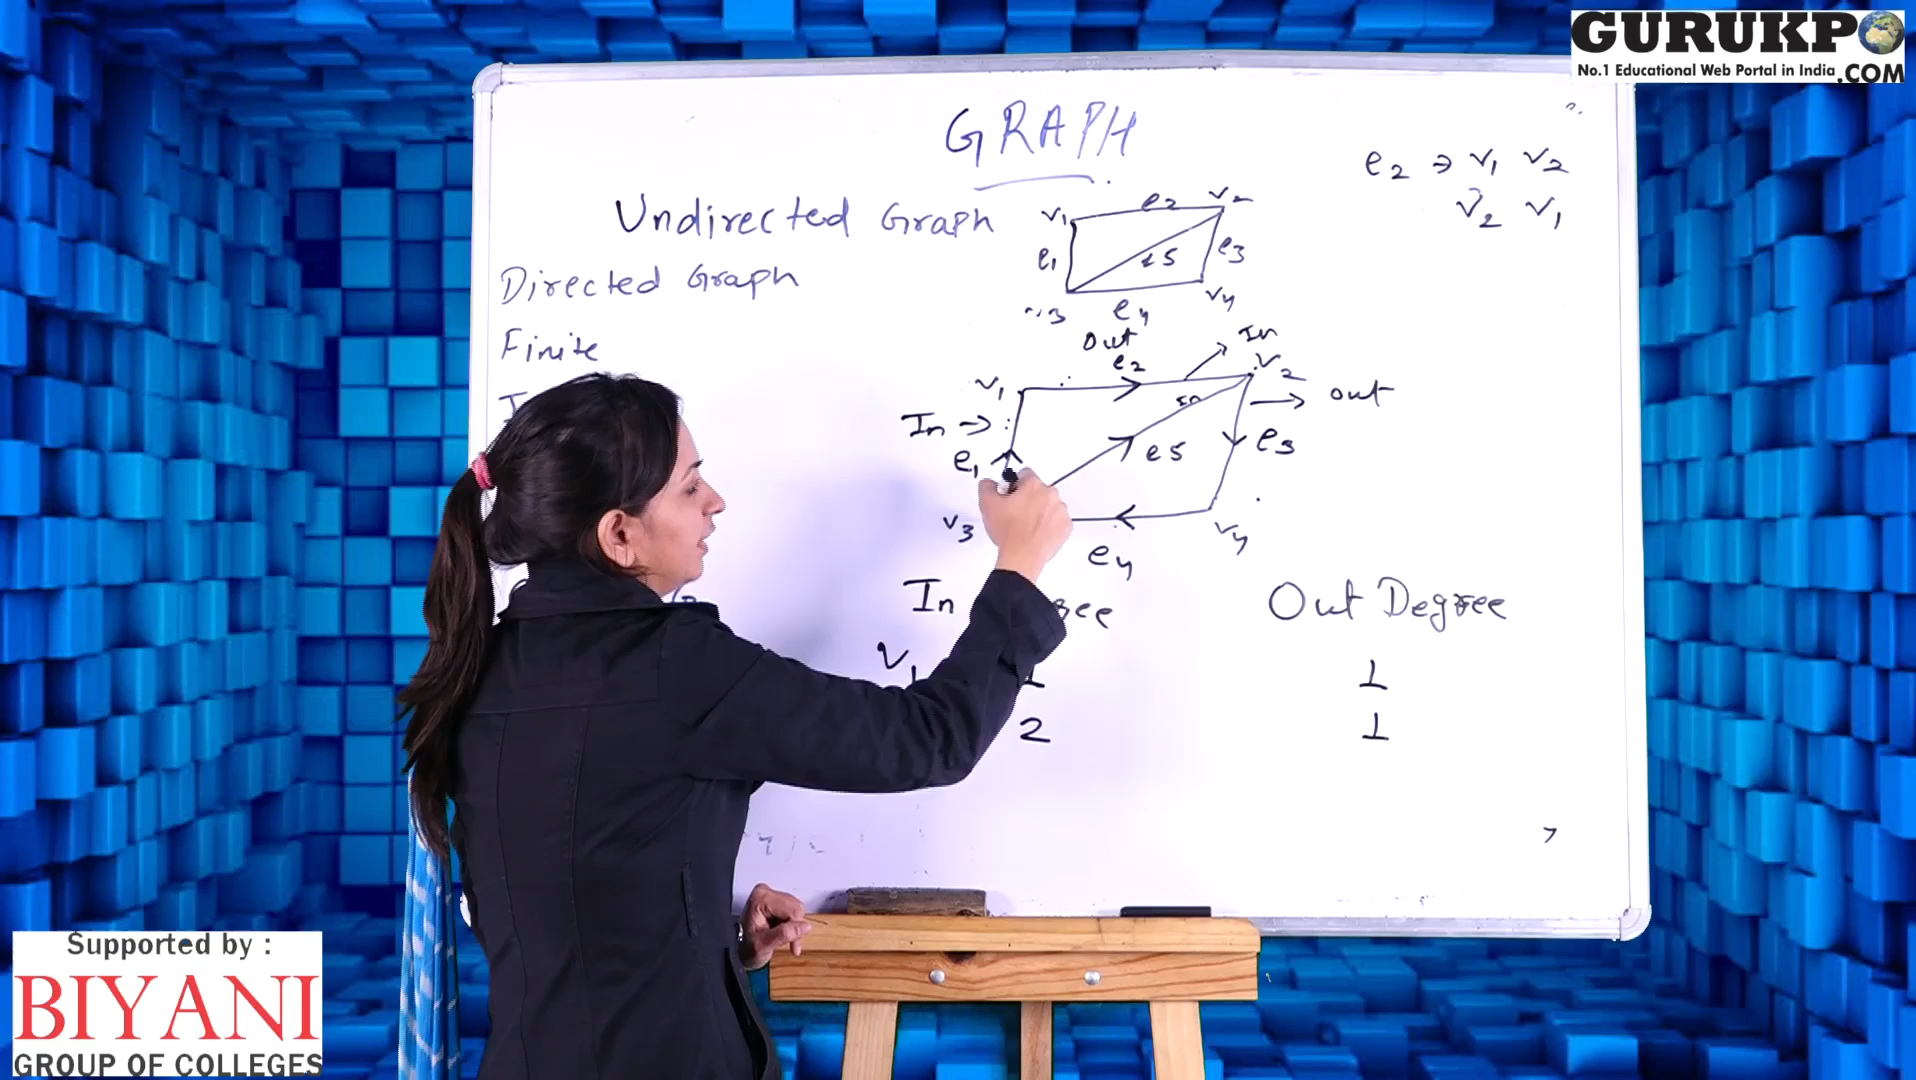 GURUKPO
No.1 Educational Web Portal in India .COM
GRAPH
e2 → v1 v2
v2 v1
Undirected Graph
v1 e2 v2
e1 e5 e3
v3 e4 v4
Directed Graph
Finite
Out In
v1 e2 v2
In → in → out
e1 e5 e3
v3 e4 v4
In
Out Degree
v1 1 1
2 1
Supported by :
BIYANI
GROUP OF COLLEGES